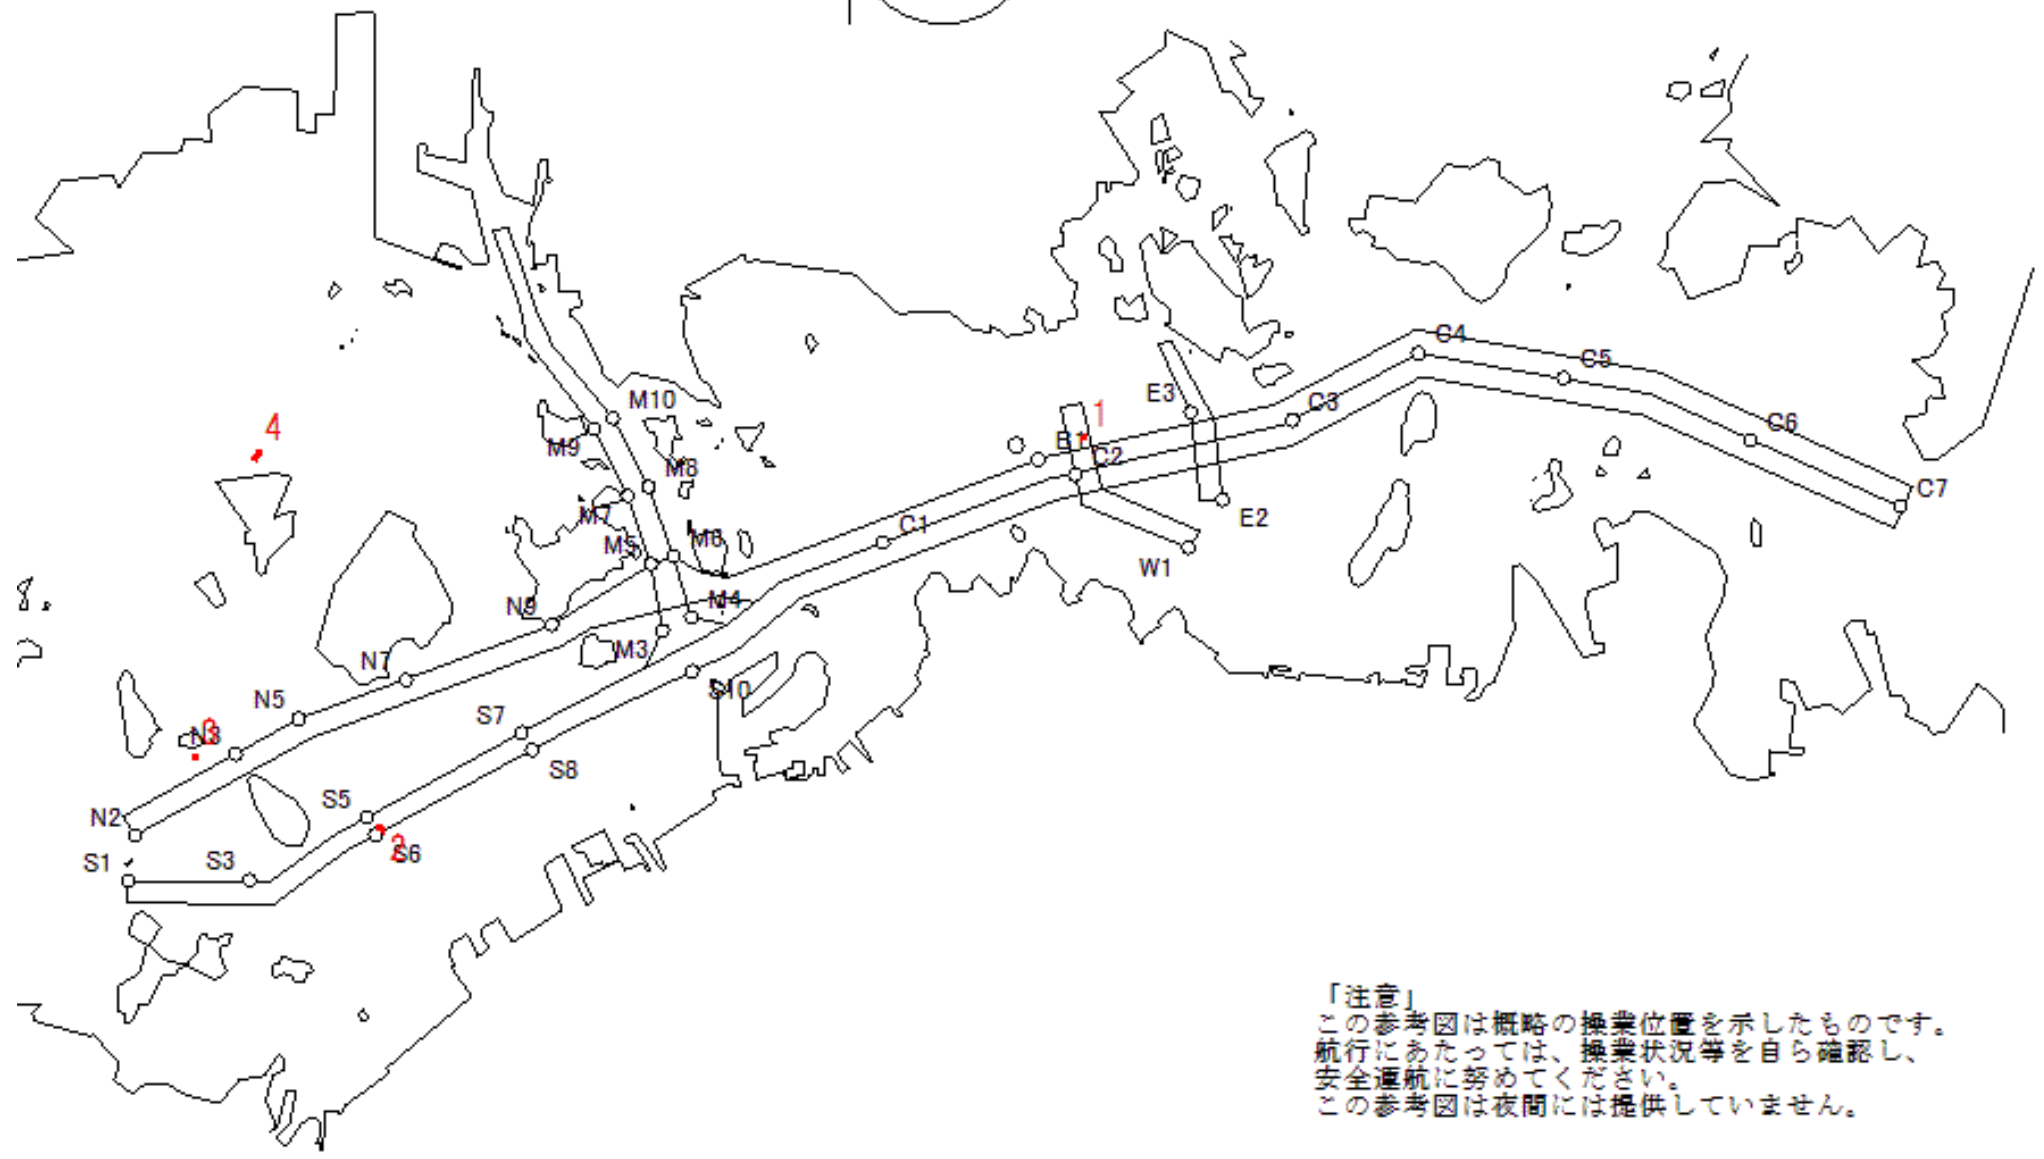 C4
C5
M10
E3
C3
4
1
M9
B1
C6
M8
C2
C7
M7
C1
E2
M5
M6
W1
N9
M4
N7
M3
N5
S10
S7
N3
3
S8
S5
N2
2
S6
S1
S3
「注意」
この参考図は概略の操業位置を示したものです。
航行にあたっては、操業状況等を自ら確認し、
安全運航に努めてください。
この参考図は夜間には提供していません。